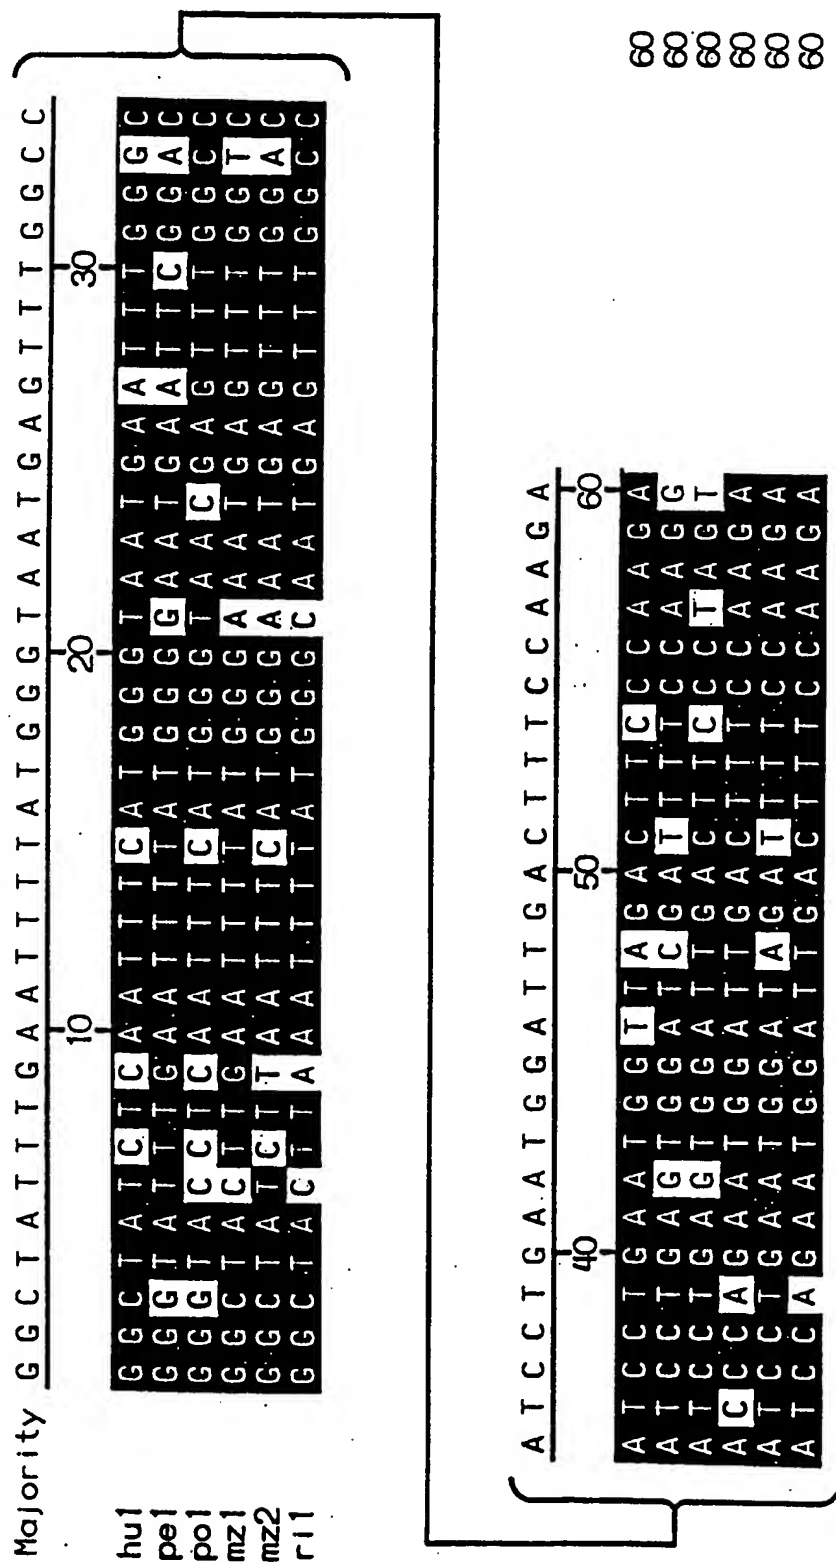 Majority G G C T A T T T G A A T T T T A T G G G T A A T G A G T T T G G C C
10 20 30
hu1 G G C T A T C T C A A T T T C A T G G G T A A T G A A T T T G G G C
pe1 G G G T A T T T G A A T T T T A T G G G G A A T G A A T T C G G A C
po1 G G G T A C C T C A A T T T C A T G G G T A A C G A G T T T G G C C
mz1 G G C T A C T T G A A T T T T A T G G G A A A T G A G T T T G G T C
mz2 G G C T A T C T T A A T T T C A T G G G A A A T G A G T T T G G A C
ri1 G G C T A C T T A A A T T T T A T G G G C A A T G A G T T T G G C C
A T C C T G A A T G G A T T G A C T T T C C A A G A
40 50 60
A T C C T G A A T G G T T A G A C T T C C C A A G A 60
A T C C T G A G T G G A T C G A T T T T C C A A G G 60
A T C C T G A G T G G A T T G A C T T C C C T A G T 60
A C C C A G A A T G G A T T G A C T T T C C A A G A 60
A T C C T G A A T G G A T A G A T T T T C C A A G A 60
A T C C A G A A T G G A T T G A C T T T C C A A G A 60